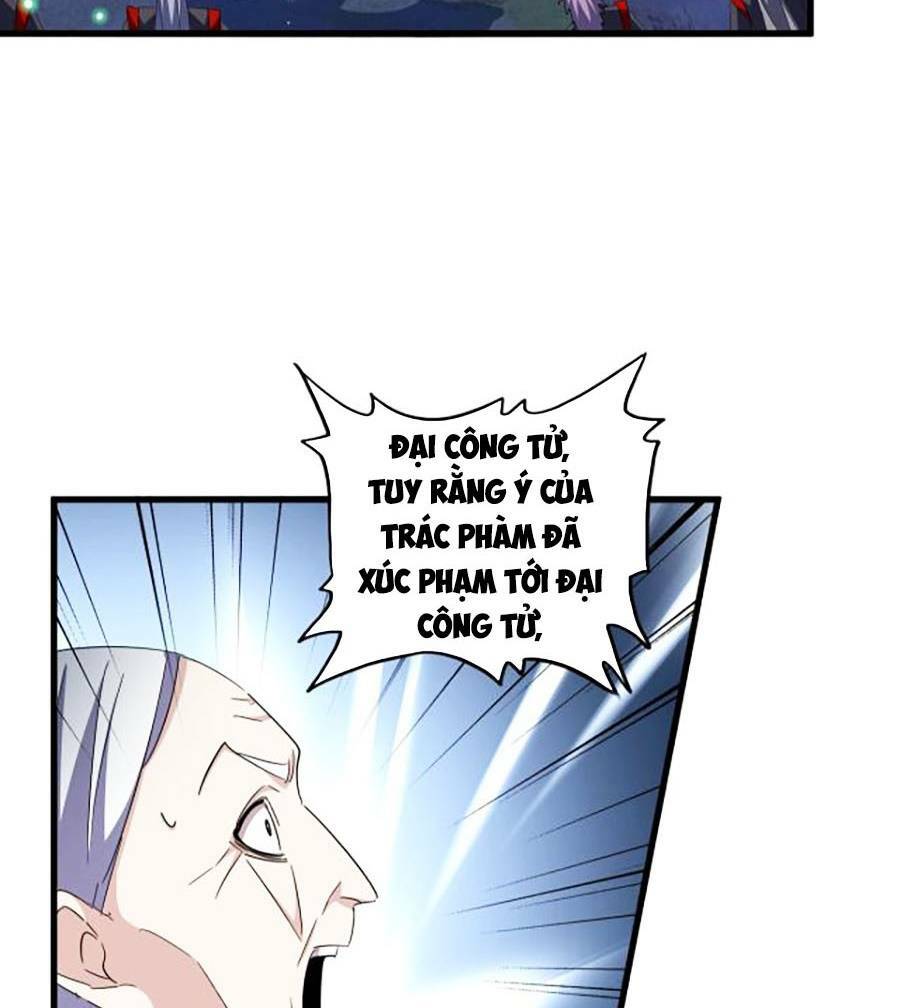 ĐẠI CÔNG TỬ,
TUY RẰNG Ý CỦA
TRÁC PHÀM ĐÃ
XÚC PHẠM TỚI ĐẠI
CÔNG TỬ,